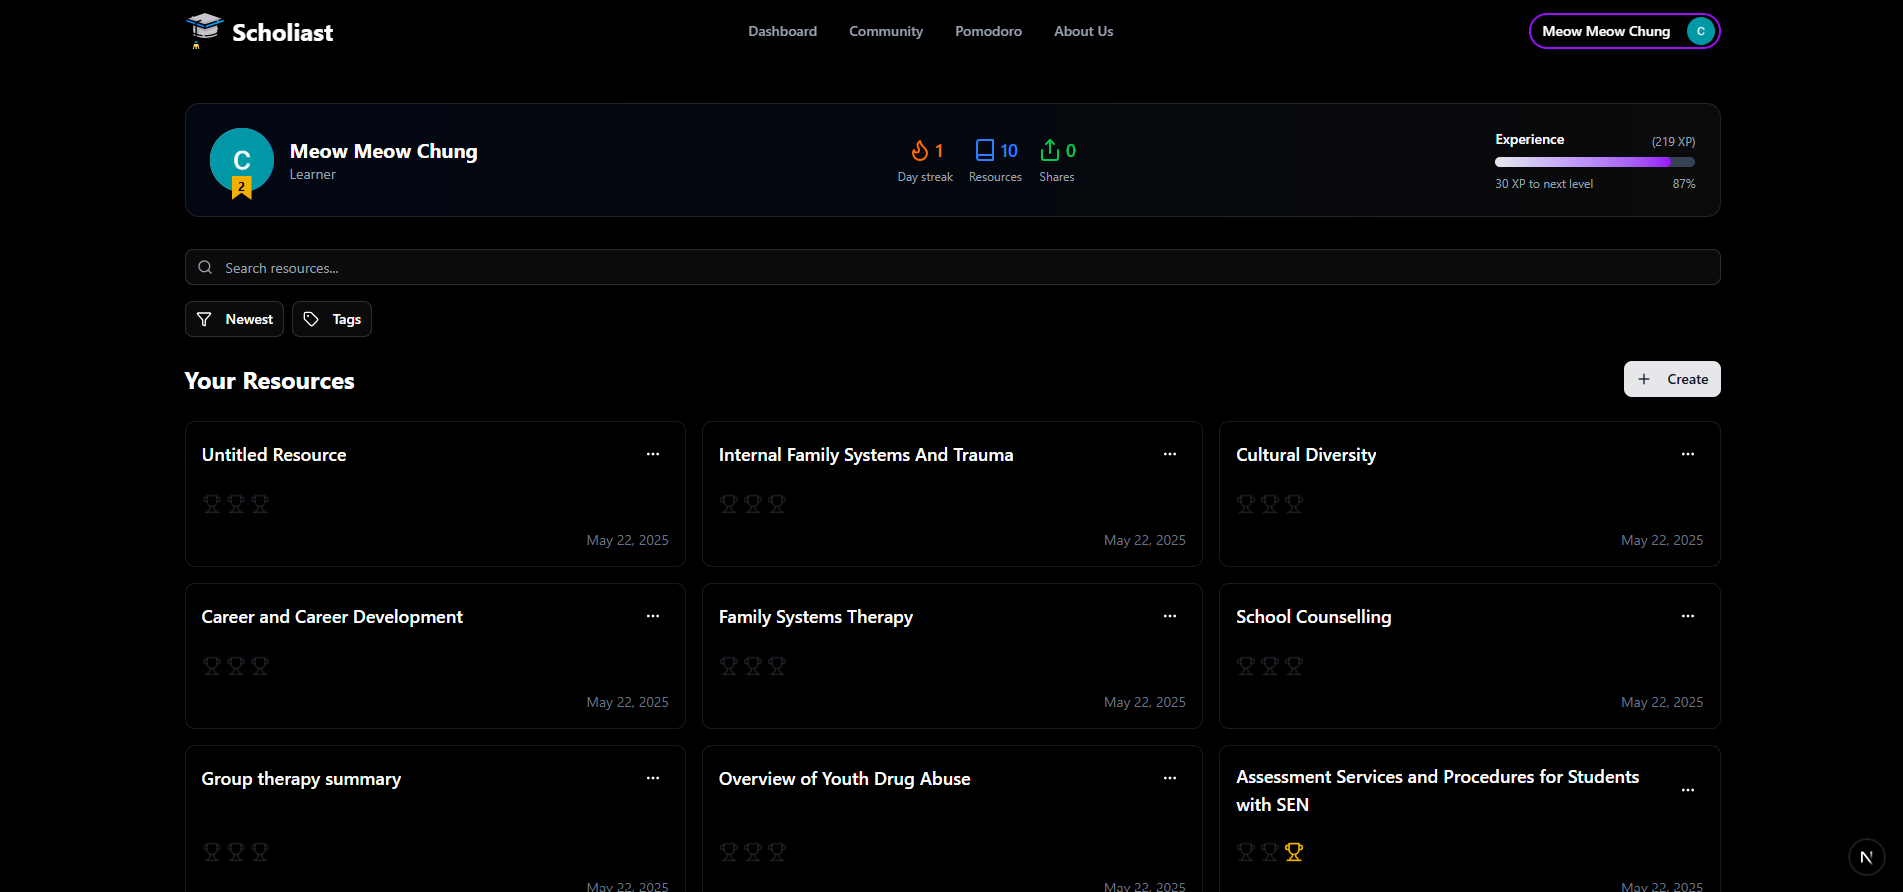 Scholiast
Dashboard
Community
Pomodoro
About Us
Meow Meow Chung
C
C
2
Meow Meow Chung
Learner
1
Day streak
10
Resources
0
Shares
Experience
(219 XP)
30 XP to next level
87%
Search resources...
Newest
Tags
Your Resources
Create
Untitled Resource
May 22, 2025
Internal Family Systems And Trauma
May 22, 2025
Cultural Diversity
May 22, 2025
Career and Career Development
May 22, 2025
Family Systems Therapy
May 22, 2025
School Counselling
May 22, 2025
Group therapy summary
May 22, 2025
Overview of Youth Drug Abuse
May 22, 2025
Assessment Services and Procedures for Students
with SEN
May 22, 2025
N